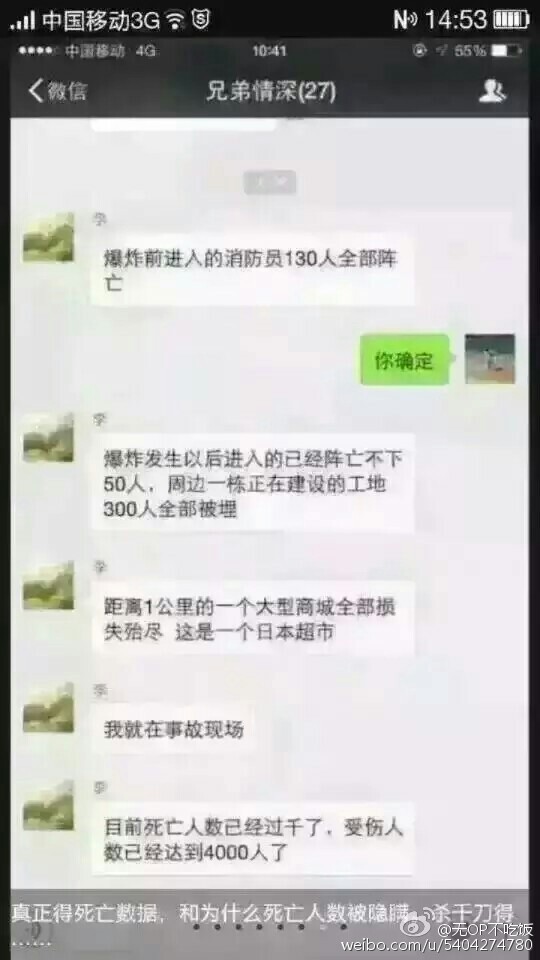 中国移动3G 14:53
中国移动 4G 10:41 55%
微信 兄弟情深(27)
李
爆炸前进入的消防员130人全部阵
亡
你确定
李
爆炸发生以后进入的已经阵亡不下
50人，周边一栋正在建设的工地
300人全部被埋
李
距离1公里的一个大型商城全部损
失殆尽 这是一个日本超市
李
我就在事故现场
李
目前死亡人数已经过千了，受伤人
数已经达到4000人了
真正得死亡数据，和为什么死亡人数被隐瞒，杀千刀得
......
@无OP不吃饭
weibo.com/u/5404274780